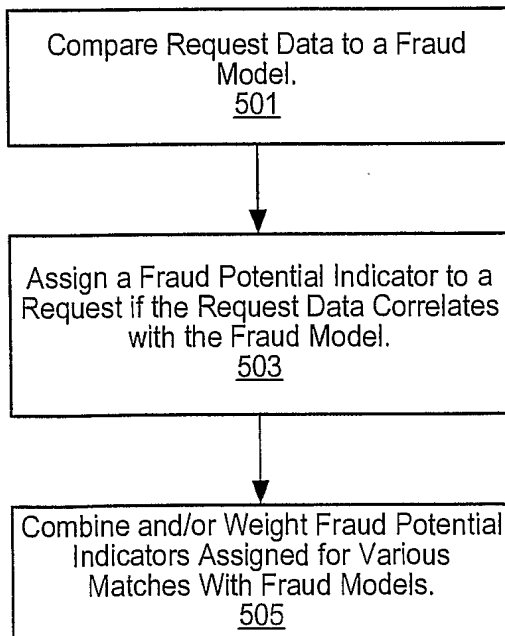 Compare Request Data to a Fraud
Model.
501
Assign a Fraud Potential Indicator to a
Request if the Request Data Correlates
with the Fraud Model.
503
Combine and/or Weight Fraud Potential
Indicators Assigned for Various
Matches With Fraud Models.
505